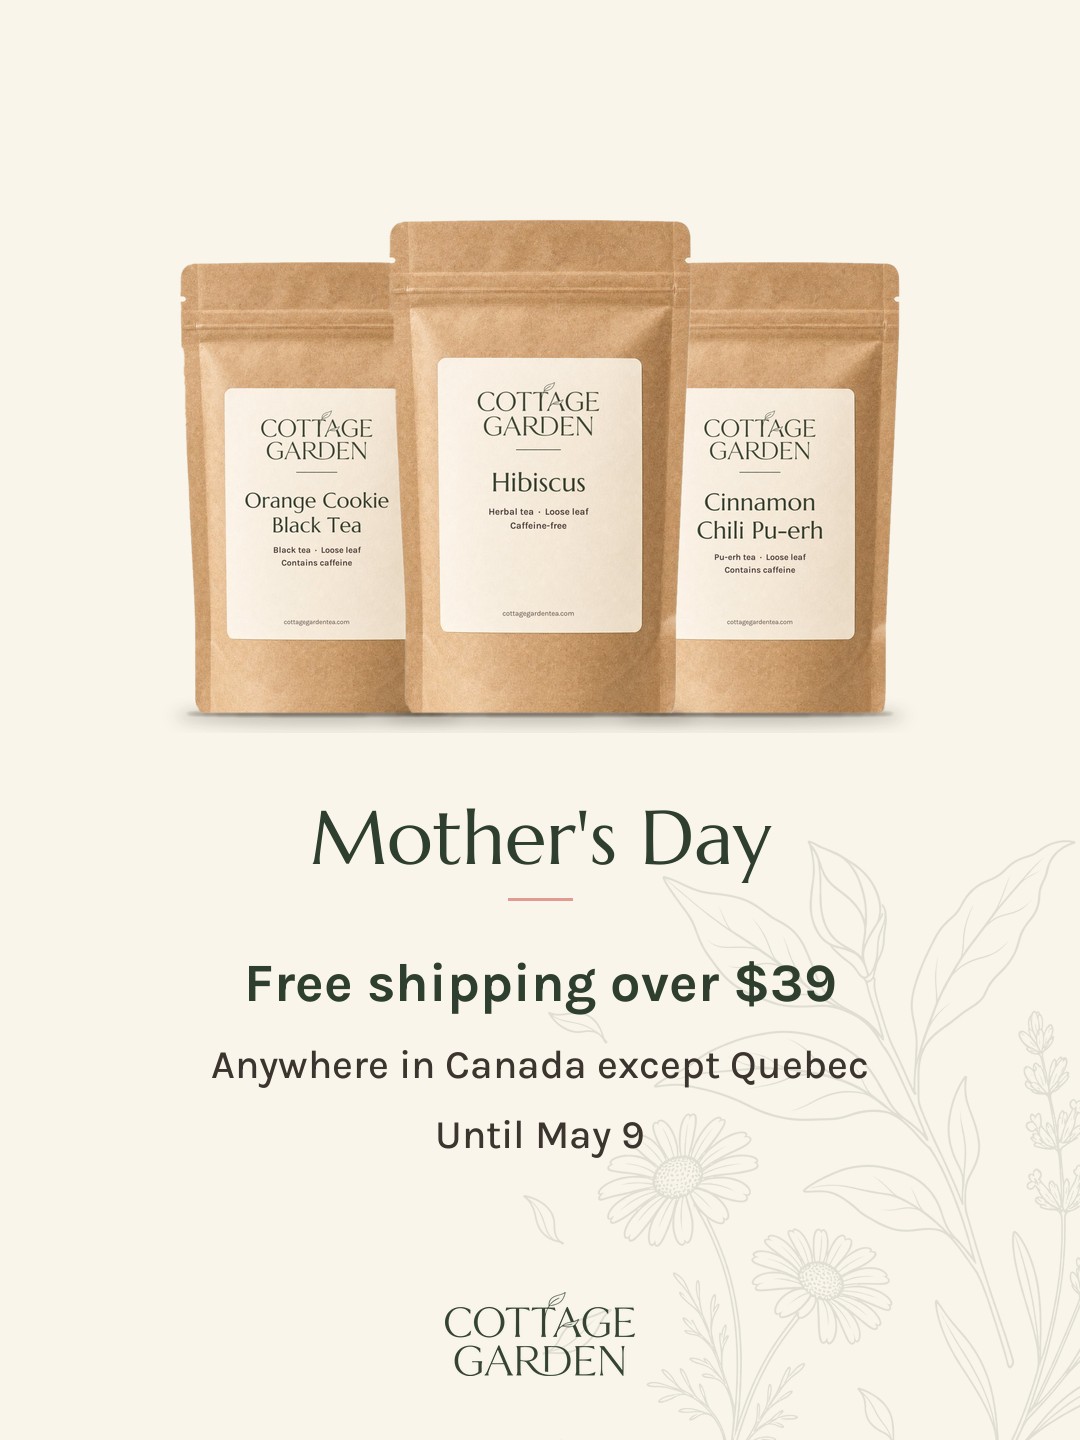 COTTAGE
GARDEN
Orange Cookie
Black Tea
Black tea · Loose leaf
Contains caffeine
cottagegardentea.com
COTTAGE
GARDEN
Hibiscus
Herbal tea · Loose leaf
Caffeine-free
cottagegardentea.com
COTTAGE
GARDEN
Cinnamon
Chili Pu-erh
Pu-erh tea · Loose leaf
Contains caffeine
cottagegardentea.com
Mother's Day
Free shipping over $39
Anywhere in Canada except Quebec
Until May 9
COTTAGE
GARDEN